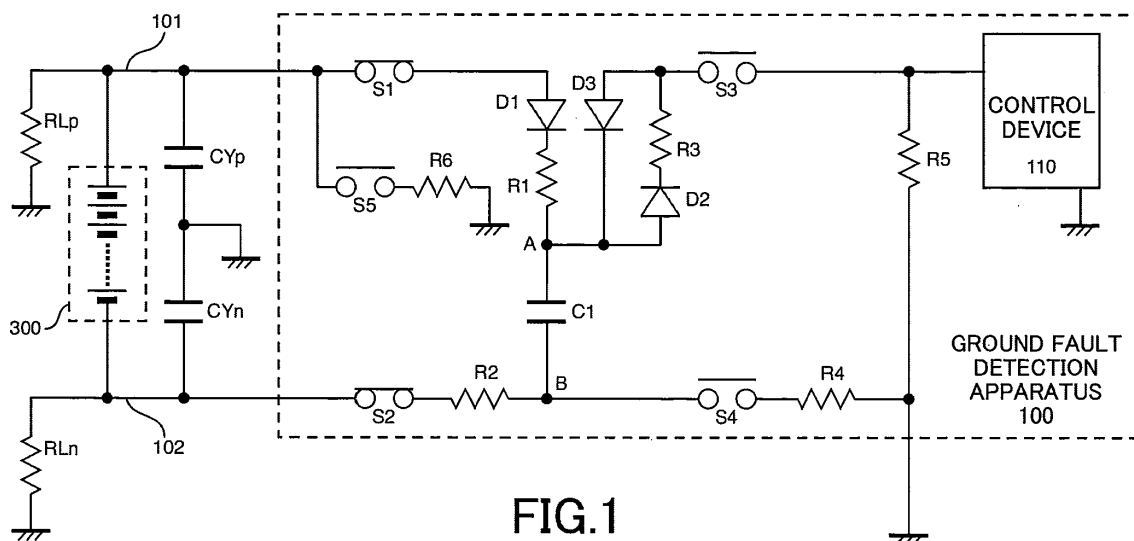 101
RLp
CYp
S1
D1
D3
S3
CONTROL
DEVICE
110
R6
S5
R1
R3
D2
R5
A
300
CYn
C1
GROUND FAULT
DETECTION
APPARATUS
100
R2
B
R4
S2
S4
102
RLn
FIG.1